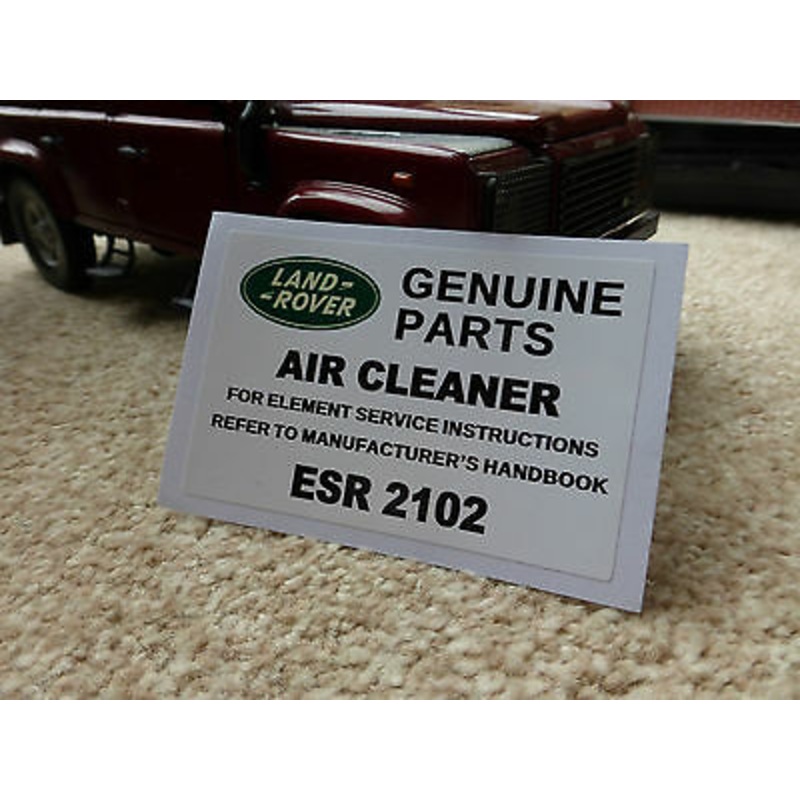 LAND-
-ROVER
GENUINE
PARTS
AIR CLEANER
FOR ELEMENT SERVICE INSTRUCTIONS
REFER TO MANUFACTURER'S HANDBOOK
ESR 2102